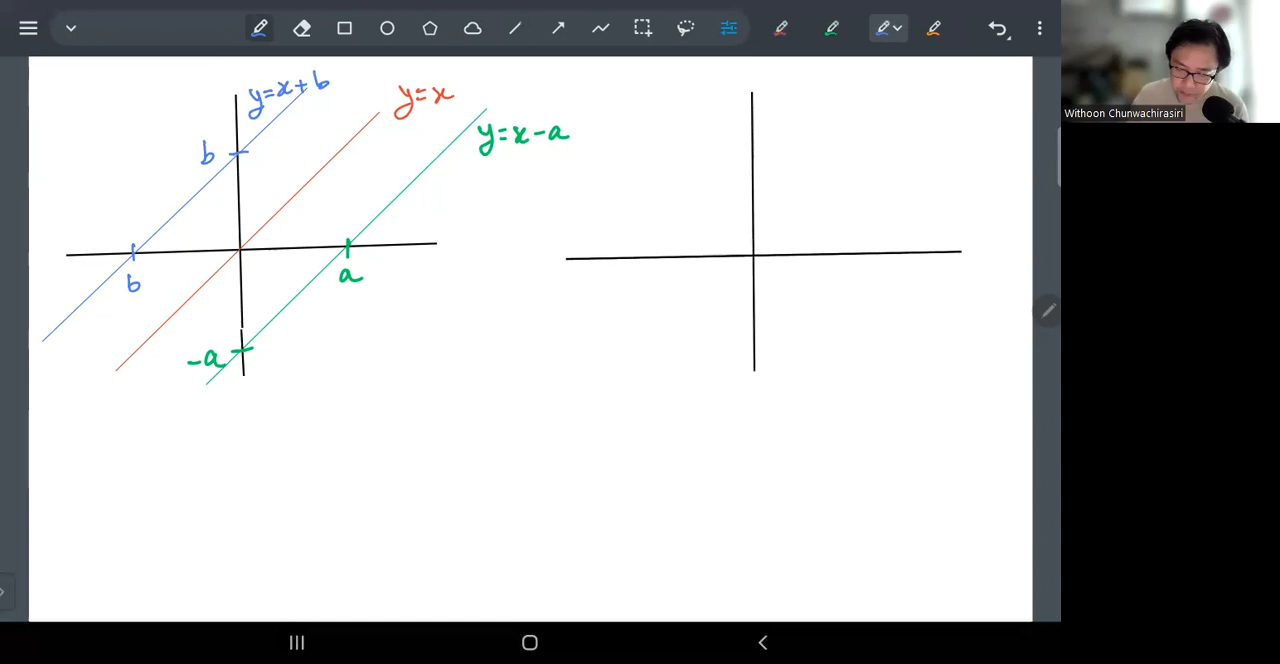 y=x+b
y=x
y=x-a
b
b
a
-a
Withoon Chunwachirasiri